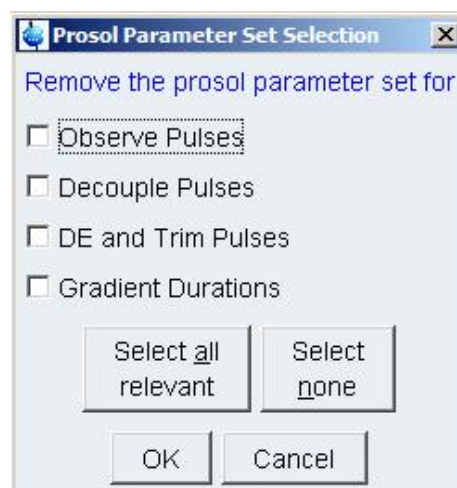 Prosol Parameter Set Selection
Remove the prosol parameter set for
Observe Pulses
Decouple Pulses
DE and Trim Pulses
Gradient Durations
Select all
relevant
Select
none
OK
Cancel